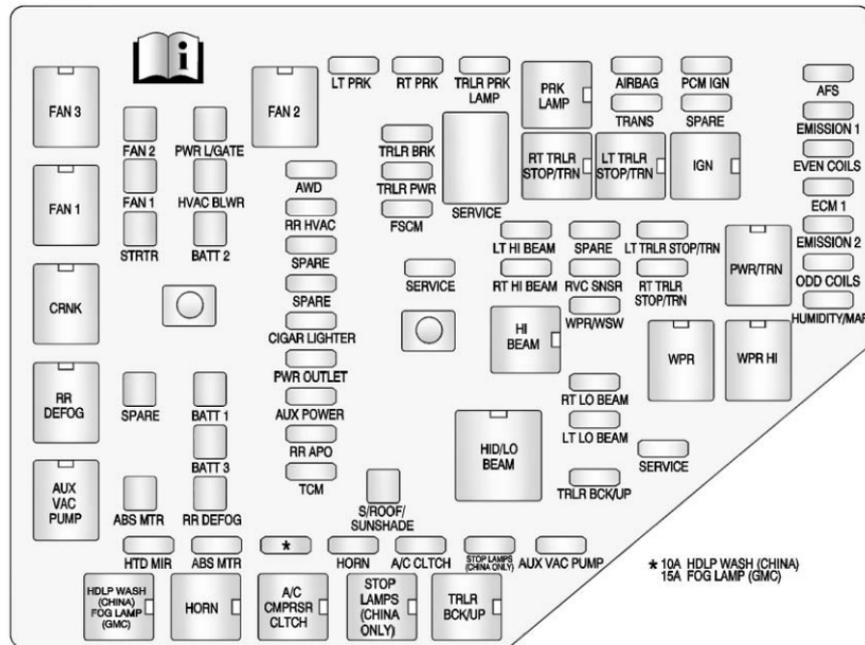 i
FAN 3
FAN 2
LT PRK
RT PRK
TRLR PRK
LAMP
PRK
LAMP
AIRBAG
PCM IGN
AFS
FAN 2
PWR L/GATE
TRLR BRK
TRANS
SPARE
EMISSION 1
RT TRLR
STOP/TRN
LT TRLR
STOP/TRN
IGN
EVEN COILS
FAN 1
FAN 1
HVAC BLWR
AWD
TRLR PWR
SERVICE
ECM 1
RR HVAC
FSCM
EMISSION 2
STRTR
BATT 2
SPARE
LT HI BEAM
SPARE
LT TRLR STOP/TRN
PWR/TRN
ODD COILS
SPARE
SERVICE
RT HI BEAM
RVC SNSR
RT TRLR
STOP/TRN
HUMIDITY/MAF
CRNK
CIGAR LIGHTER
HI
BEAM
WPR/WSW
WPR
WPR HI
PWR OUTLET
RR
DEFOG
SPARE
BATT 1
AUX POWER
RT LO BEAM
BATT 3
RR APO
HID/LO
BEAM
LT LO BEAM
SERVICE
AUX
VAC
PUMP
ABS MTR
RR DEFOG
TCM
S/ROOF/
SUNSHADE
TRLR BCK/UP
HTD MIR
ABS MTR
*
HORN
A/C CLTCH
STOP LAMPS
(CHINA ONLY)
AUX VAC PUMP
* 10A HDLP WASH (CHINA)
15A FOG LAMP (GMC)
HDLP WASH
(CHINA)
FOG LAMP
(GMC)
HORN
A/C
CMPRSR
CLTCH
STOP
LAMPS
(CHINA
ONLY)
TRLR
BCK/UP